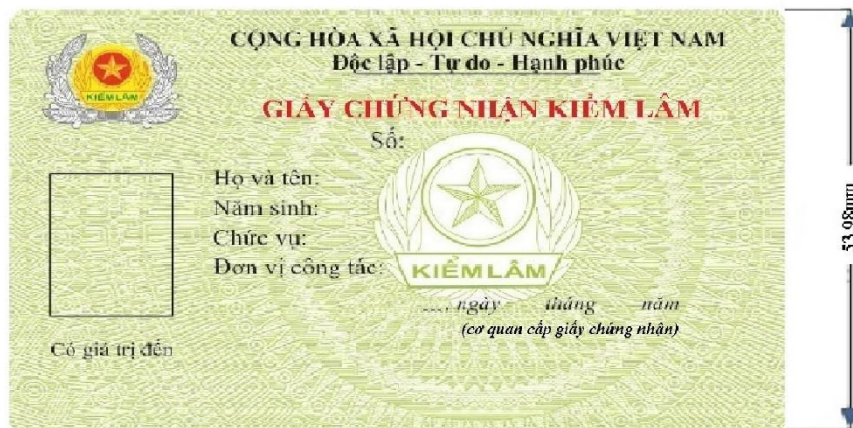 CỘNG HÒA XÃ HỘI CHỦ NGHĨA VIỆT NAM
Độc lập - Tự do - Hạnh phúc
KIỂM LÂM
GIẤY CHỨNG NHẬN KIỂM LÂM
Số:
Họ và tên:
Năm sinh:
Chức vụ:
Đơn vị công tác:
KIỂM LÂM
...., ngày tháng năm
(cơ quan cấp giấy chứng nhận)
Có giá trị đến
53.98mm